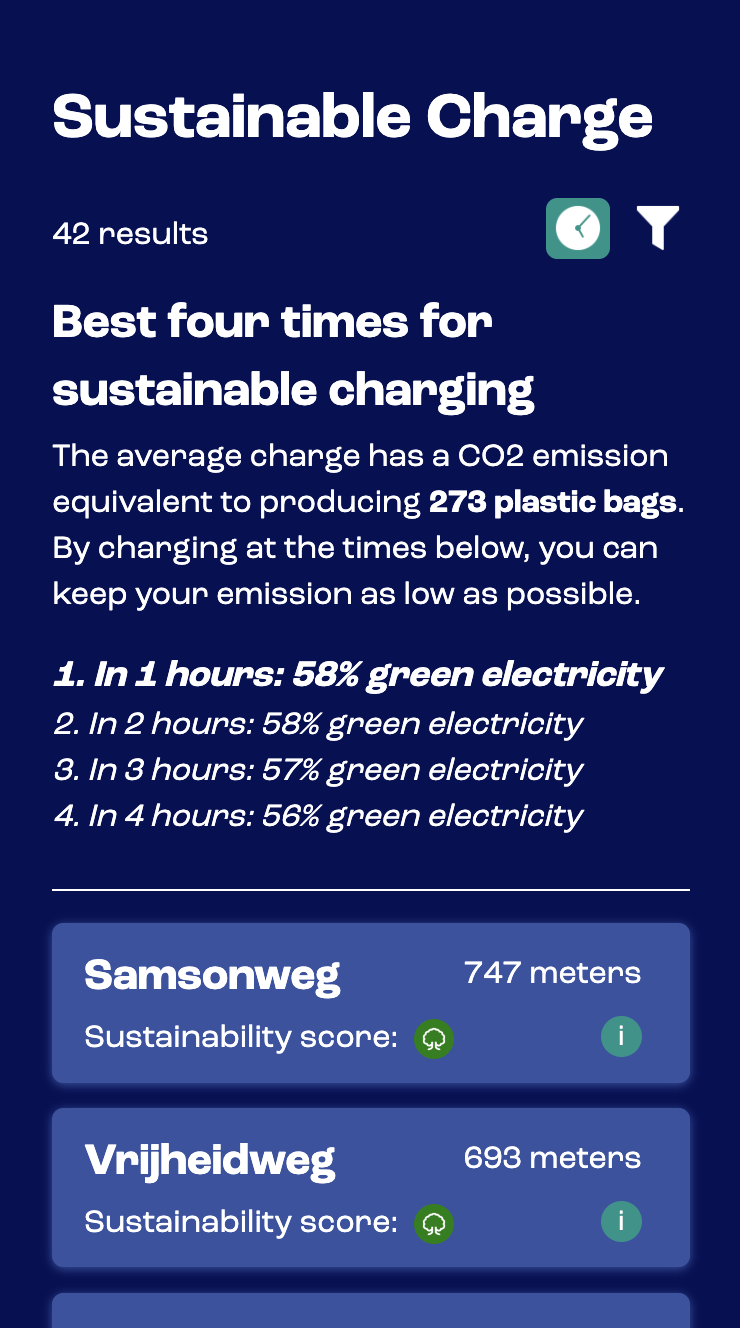 Sustainable Charge
42 results
Best four times for
sustainable charging
The average charge has a CO2 emission
equivalent to producing 273 plastic bags.
By charging at the times below, you can
keep your emission as low as possible.
1. In 1 hours: 58% green electricity
2. In 2 hours: 58% green electricity
3. In 3 hours: 57% green electricity
4. In 4 hours: 56% green electricity
Samsonweg 747 meters
Sustainability score: i
Vrijheidweg 693 meters
Sustainability score: i